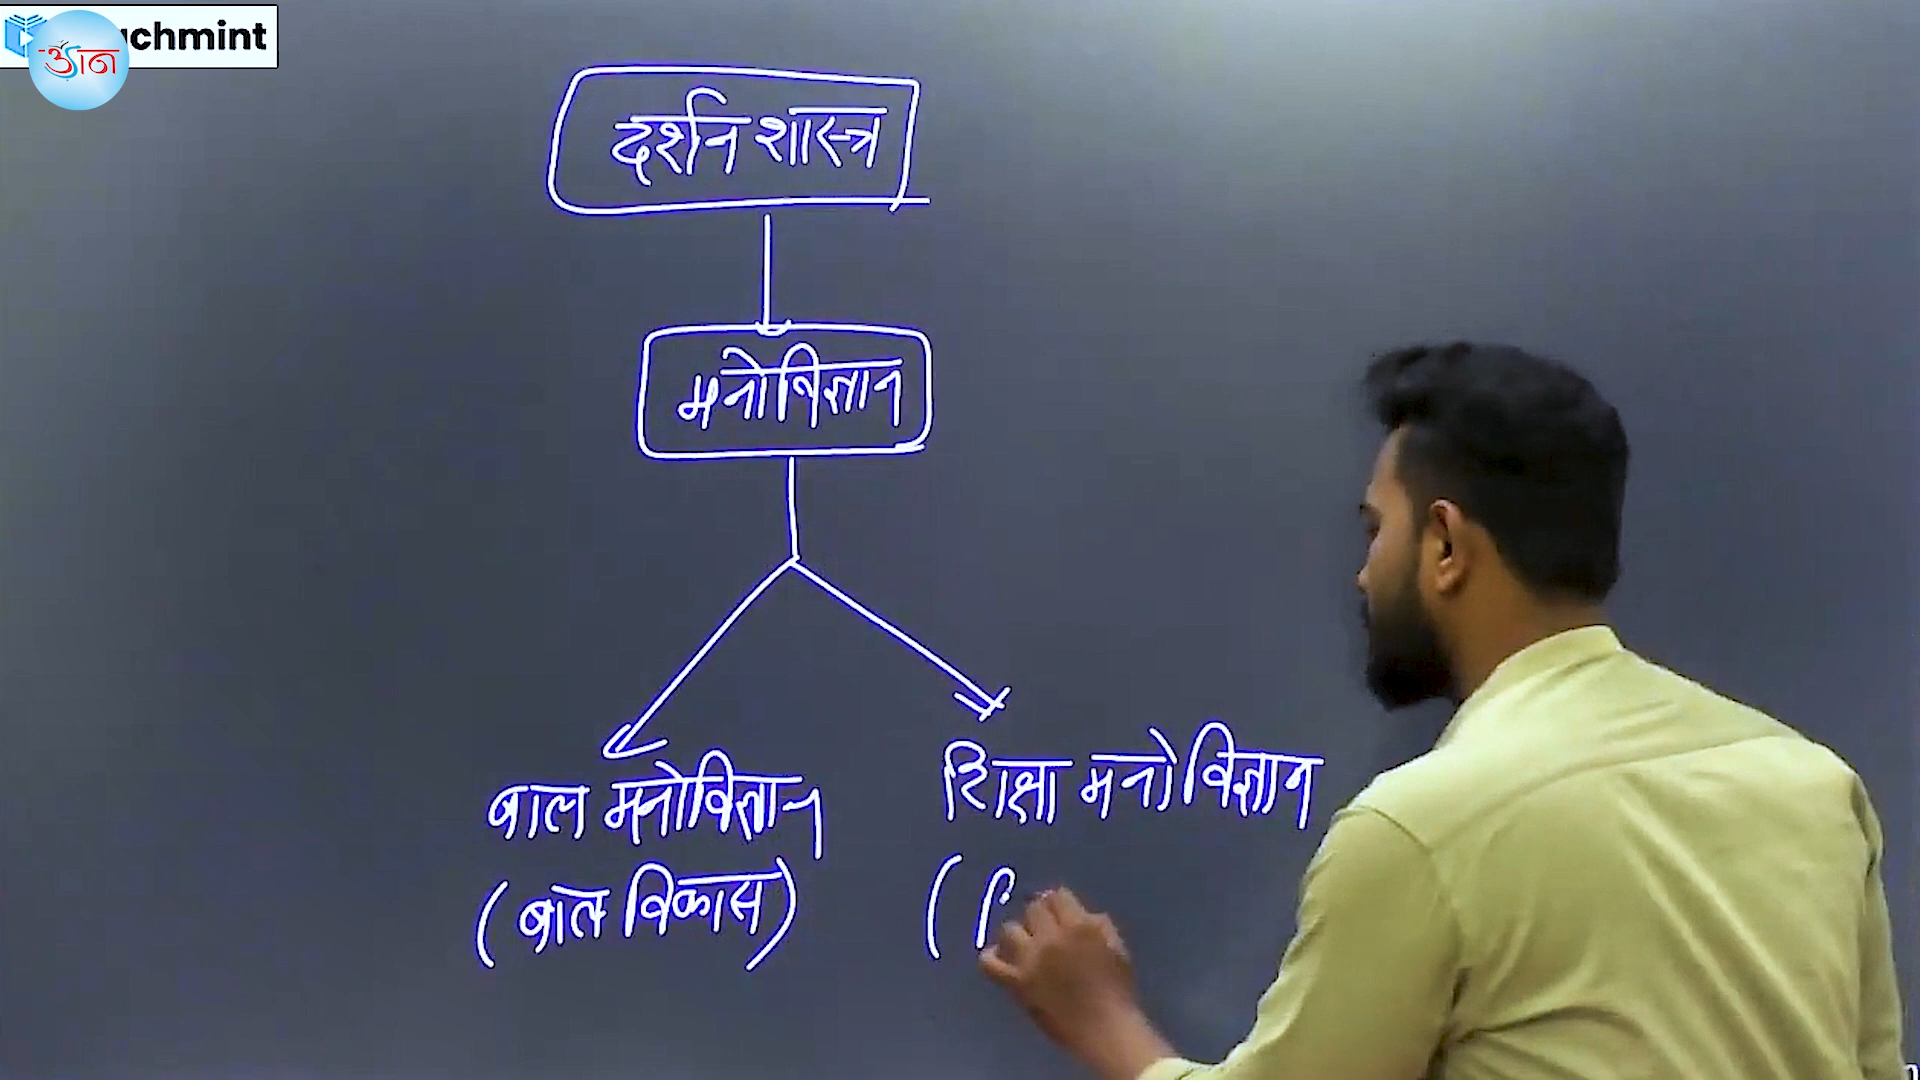 chmint
दर्शन शास्त्र
मनोविज्ञान
बाल मनोविज्ञान
शिक्षा मनोविज्ञान
(बाल विकास)
(